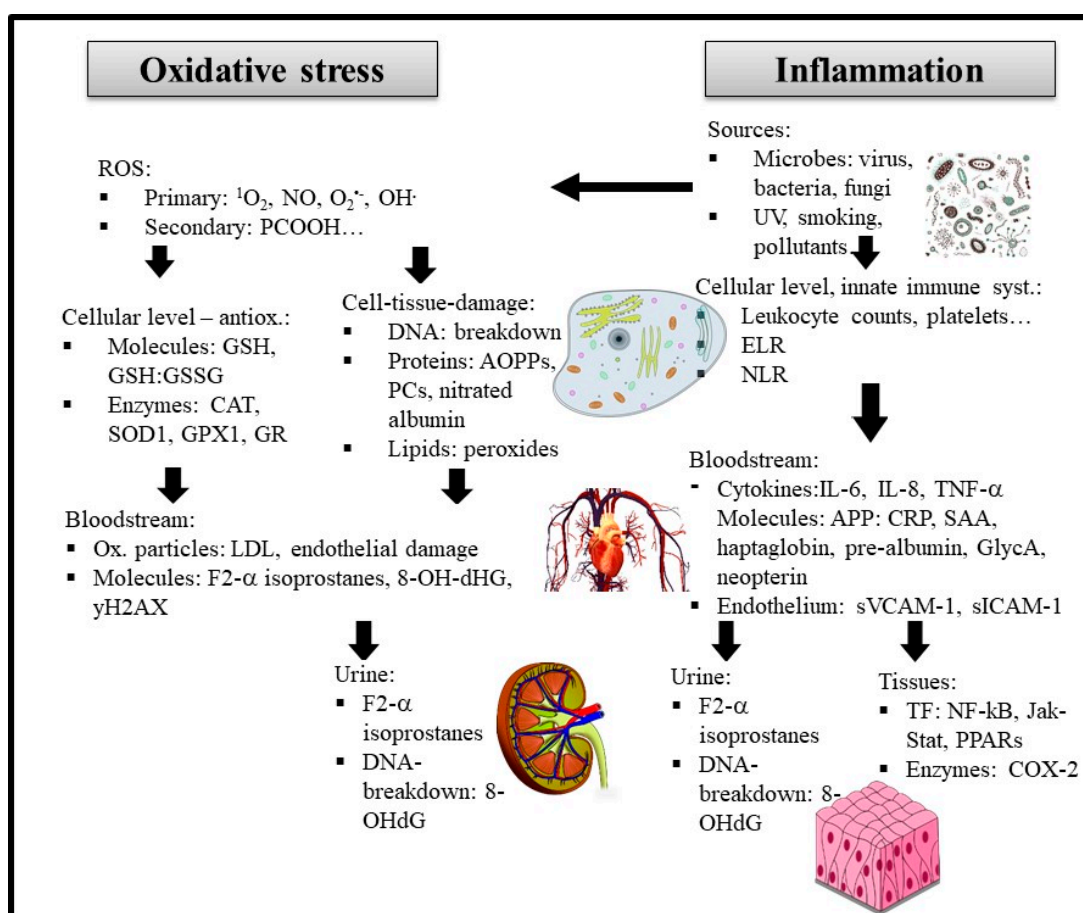 Oxidative stress
Inflammation
ROS:
▪ Primary: ¹O₂, NO, O₂•-, OH·
▪ Secondary: PCOOH…
Sources:
▪ Microbes: virus,
bacteria, fungi
▪ UV, smoking,
pollutants
Cellular level – antiox.:
▪ Molecules: GSH,
GSH:GSSG
▪ Enzymes: CAT,
SOD1, GPX1, GR
Cell-tissue-damage:
▪ DNA: breakdown
▪ Proteins: AOPPs,
PCs, nitrated
albumin
▪ Lipids: peroxides
Cellular level, innate immune syst.:
Leukocyte counts, platelets…
ELR
NLR
Bloodstream:
▪ Ox. particles: LDL, endothelial damage
▪ Molecules: F2-α isoprostanes, 8-OH-dHG,
yH2AX
Bloodstream:
- Cytokines:IL-6, IL-8, TNF-α
Molecules: APP: CRP, SAA,
haptaglobin, pre-albumin, GlycA,
neopterin
▪ Endothelium: sVCAM-1, sICAM-1
Urine:
▪ F2-α
isoprostanes
▪ DNA-
breakdown: 8-
OHdG
Urine:
▪ F2-α
isoprostanes
▪ DNA-
breakdown: 8-
OHdG
Tissues:
▪ TF: NF-kB, Jak-
Stat, PPARs
▪ Enzymes: COX-2